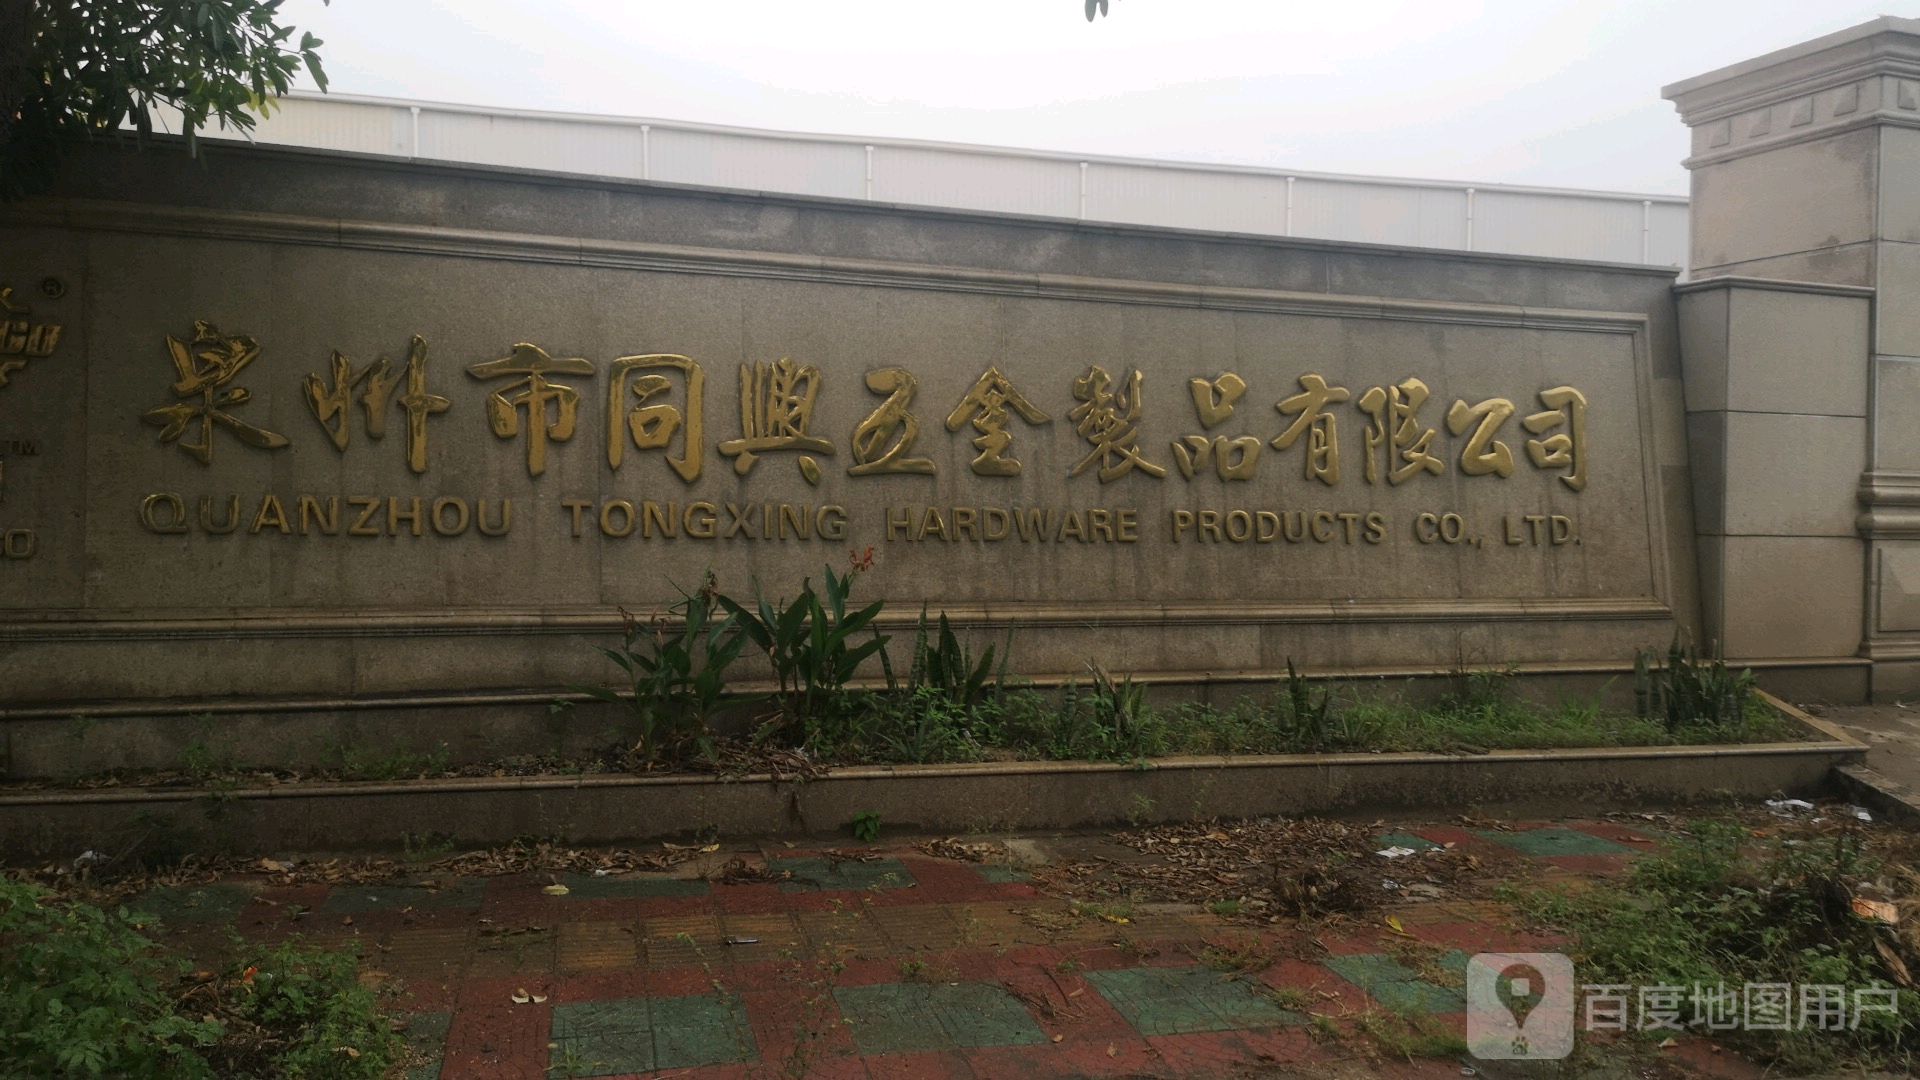 ®
泉州市同興五金製品有限公司
TM
QUANZHOU TONGXING HARDWARE PRODUCTS CO., LTD.
百度地图用户